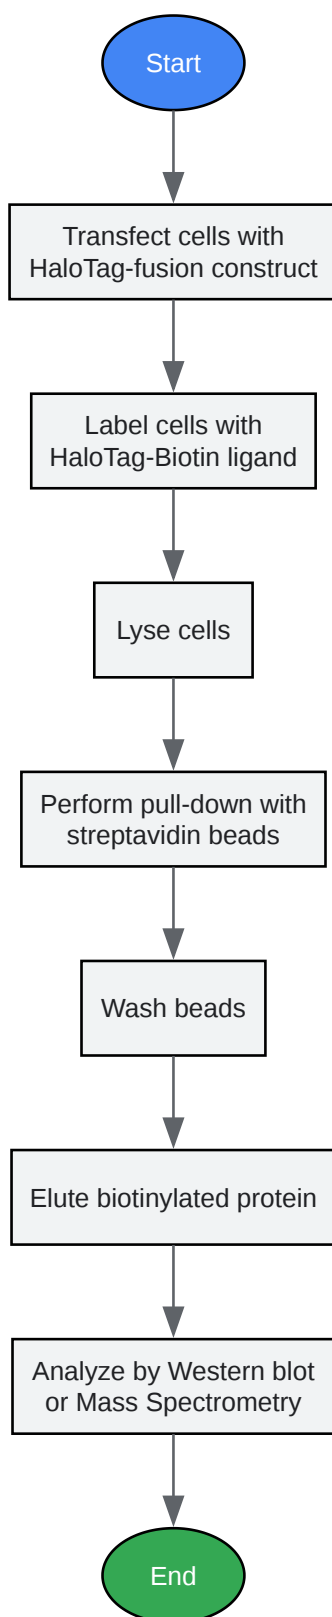 Start
Transfect cells with
HaloTag-fusion construct
Label cells with
HaloTag-Biotin ligand
Lyse cells
Perform pull-down with
streptavidin beads
Wash beads
Elute biotinylated protein
Analyze by Western blot
or Mass Spectrometry
End